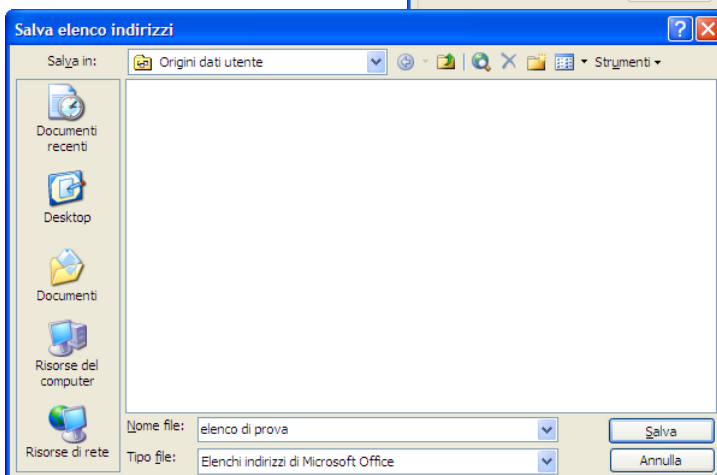 Salva elenco indirizzi
Salva in:
Origini dati utente
Strumenti
Documenti
recenti
Desktop
Documenti
Risorse del
computer
Risorse di rete
Nome file:
elenco di prova
Salva
Tipo file:
Elenchi indirizzi di Microsoft Office
Annulla